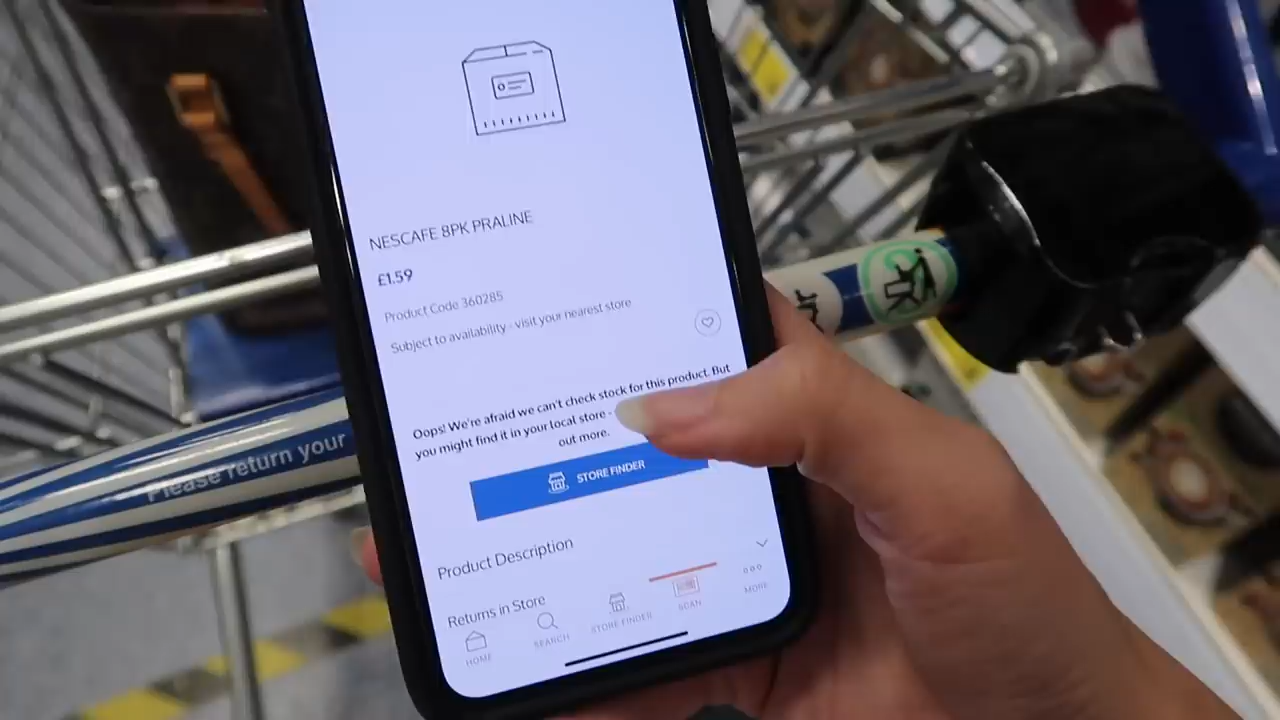 NESCAFE 8PK PRALINE
£1.59
Product Code 360285
Subject to availability - visit your nearest store
Oops! We're afraid we can't check stock for this product. But
you might find it in your local store -
out more.
STORE FINDER
Product Description
Returns in Store
HOME
SEARCH
STORE FINDER
SCAN
MORE
Please return your